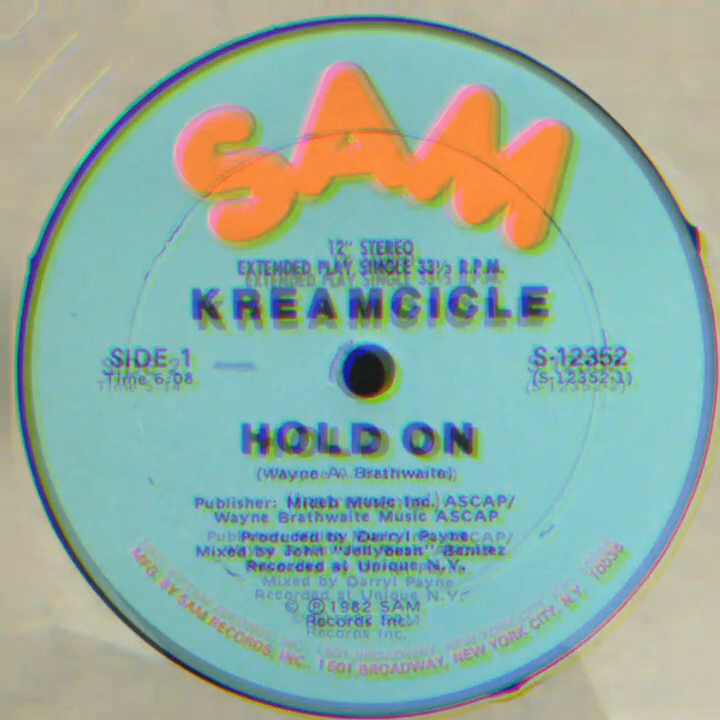 SAM
12" STEREO
EXTENDED PLAY SINGLE 33⅓ R.P.M.
KREAMCICLE
SIDE 1
Time 6:08
S-12352
(S-12352-1)
HOLD ON
(Wayne A. Brathwaite)
Publisher: Mideb Music Inc. ASCAP/
Wayne Brathwaite Music ASCAP
Produced by Darryl Payne
Mixed by John "Jellybean" Benitez
Recorded at Unique N.Y.
© ℗ 1982 SAM
Records Inc.
MFG. BY SAM RECORDS, INC., 1501 BROADWAY, NEW YORK CITY, N.Y. 10036